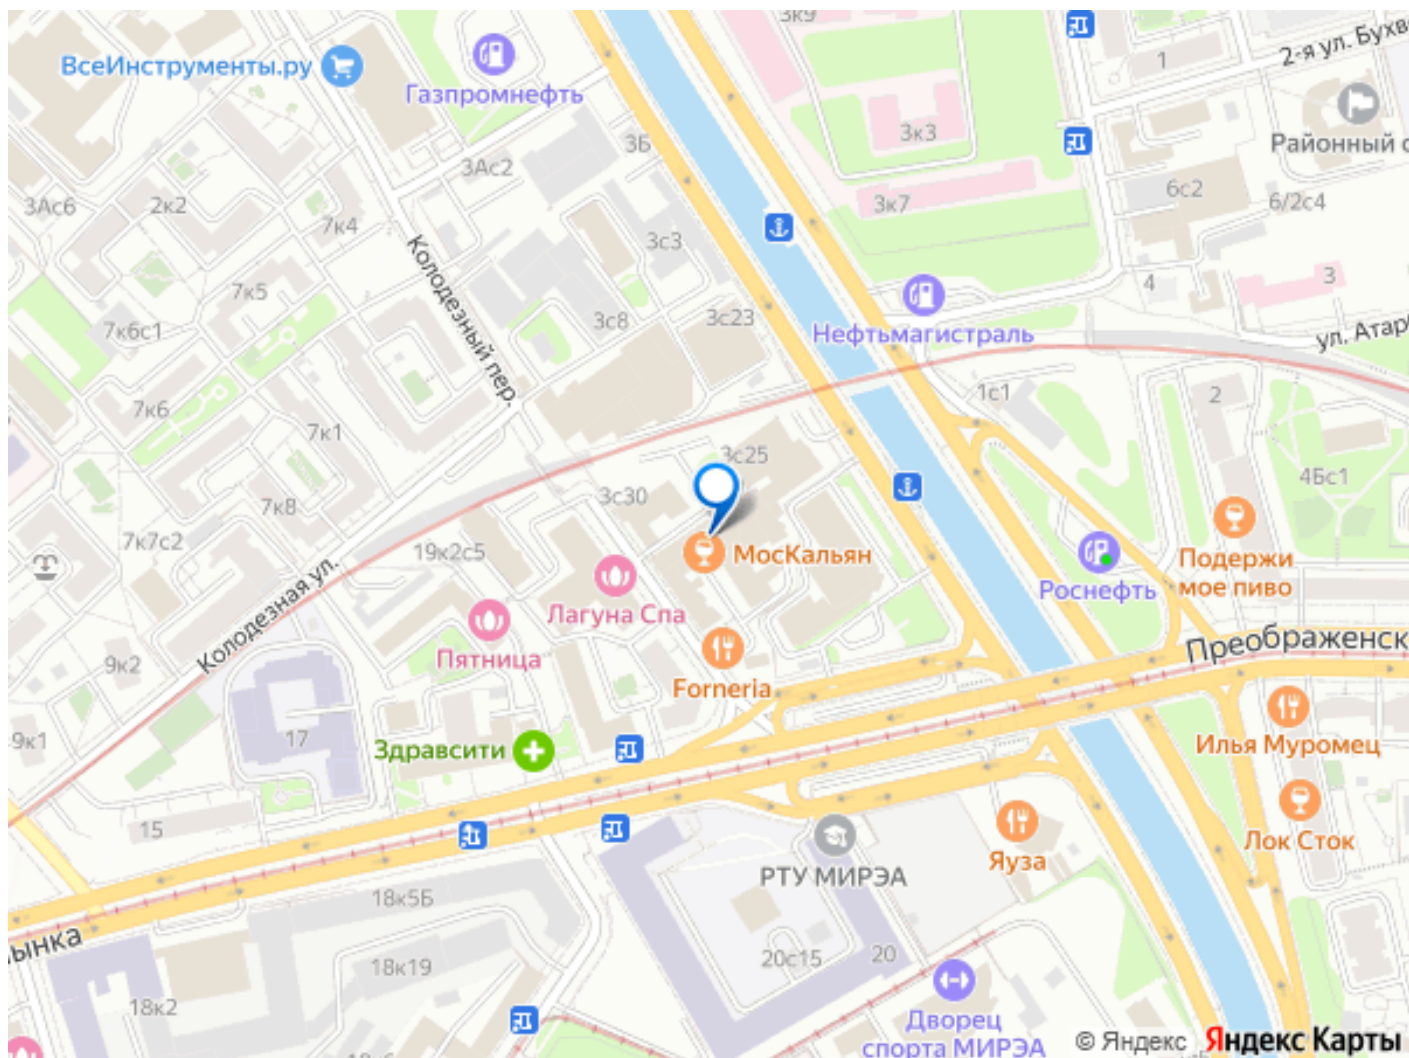 3к9
2-я ул. Бухв
ВсеИнструменты.ру
Газпромнефть
1
3к3
3Б
Районный с
3Ас2
3Ас6
2к2
7к4
3к7
6с2
6/2с4
Колодезный пер.
3с3
7к5
4
3
7к6с1
3с8
3с23
Нефтьмагистраль
ул. Атар
7к6
7к1
1с1
2
3с25
7к8
3с30
4Бс1
7к7с2
19к2с5
МосКальян
Подержи
мое пиво
Роснефть
Колодезная ул.
Лагуна Спа
Преображенск
9к2
Пятница
Forneria
9к1
17
Здравсити
Илья Муромец
15
Яуза
Лок Сток
РТУ МИРЭА
18к5Б
ынка
18к19
20с15
20
18к2
Дворец
спорта МИРЭА
© Яндекс
Яндекс Карты